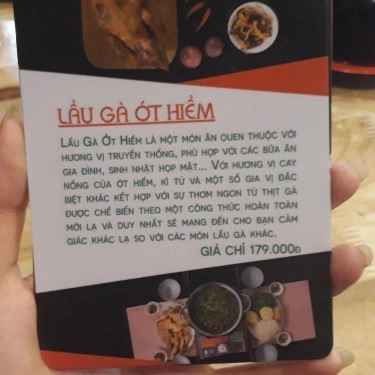 LẨU GÀ ỚT HIỂM
LẨU GÀ ỚT HIỂM LÀ MỘT MÓN ĂN QUEN THUỘC VỚI
HƯƠNG VỊ TRUYỀN THỐNG, PHÙ HỢP VỚI CÁC BỮA ĂN
GIA ĐÌNH, SINH NHẬT HỌP MẶT... VỚI HƯƠNG VỊ CAY
NỒNG CỦA ỚT HIỂM, KỈ TỬ VÀ MỘT SỐ GIA VỊ ĐẶC
BIỆT KHÁC KẾT HỢP VỚI SỰ THƠM NGON TỪ THỊT GÀ
ĐƯỢC CHẾ BIẾN THEO MỘT CÔNG THỨC HOÀN TOÀN
MỚI LẠ VÀ DUY NHẤT SẼ MANG ĐẾN CHO BẠN CẢM
GIÁC KHÁC LẠ SO VỚI CÁC MÓN LẨU GÀ KHÁC.
GIÁ CHỈ 179.000Đ